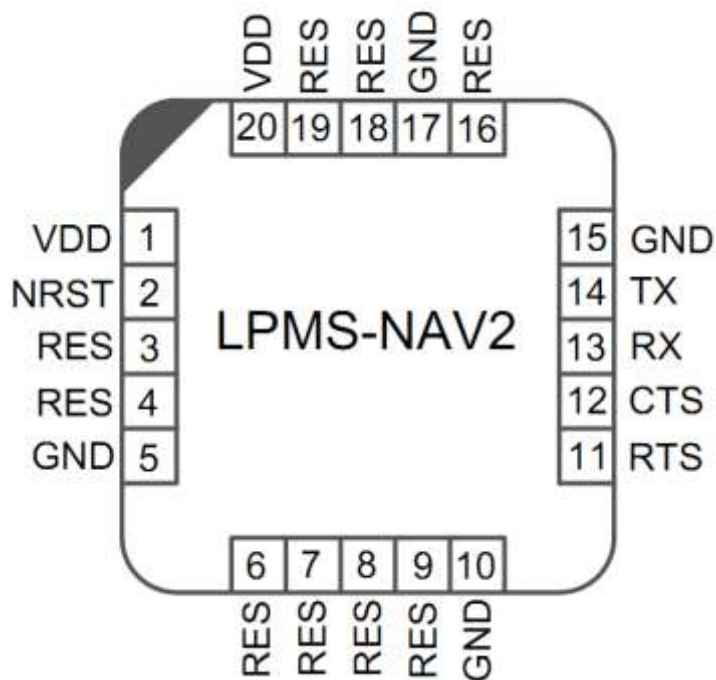 VDD RES RES GND RES
20 19 18 17 16
VDD 1 15 GND
NRST 2 14 TX
RES 3 LPMS-NAV2 13 RX
RES 4 12 CTS
GND 5 11 RTS
6 7 8 9 10
RES RES RES RES GND